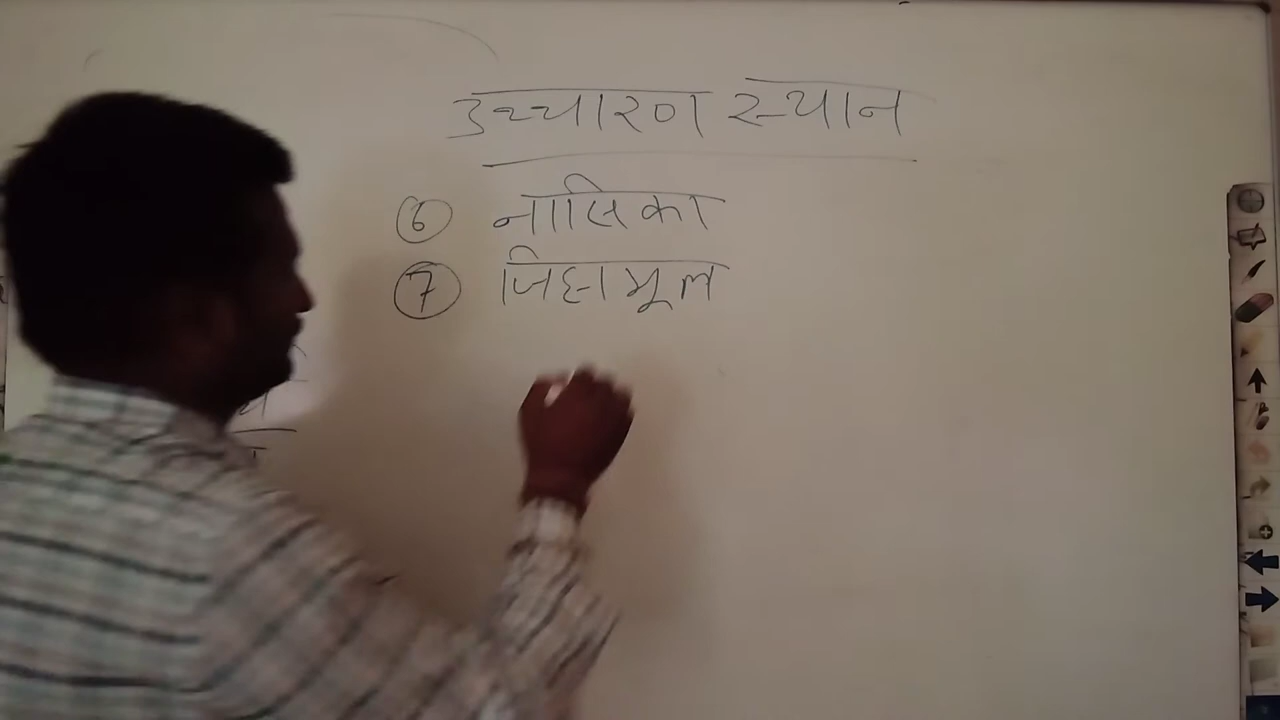 उच्चारण स्थान
⑥ नासिका
⑦ जिह्वामूल